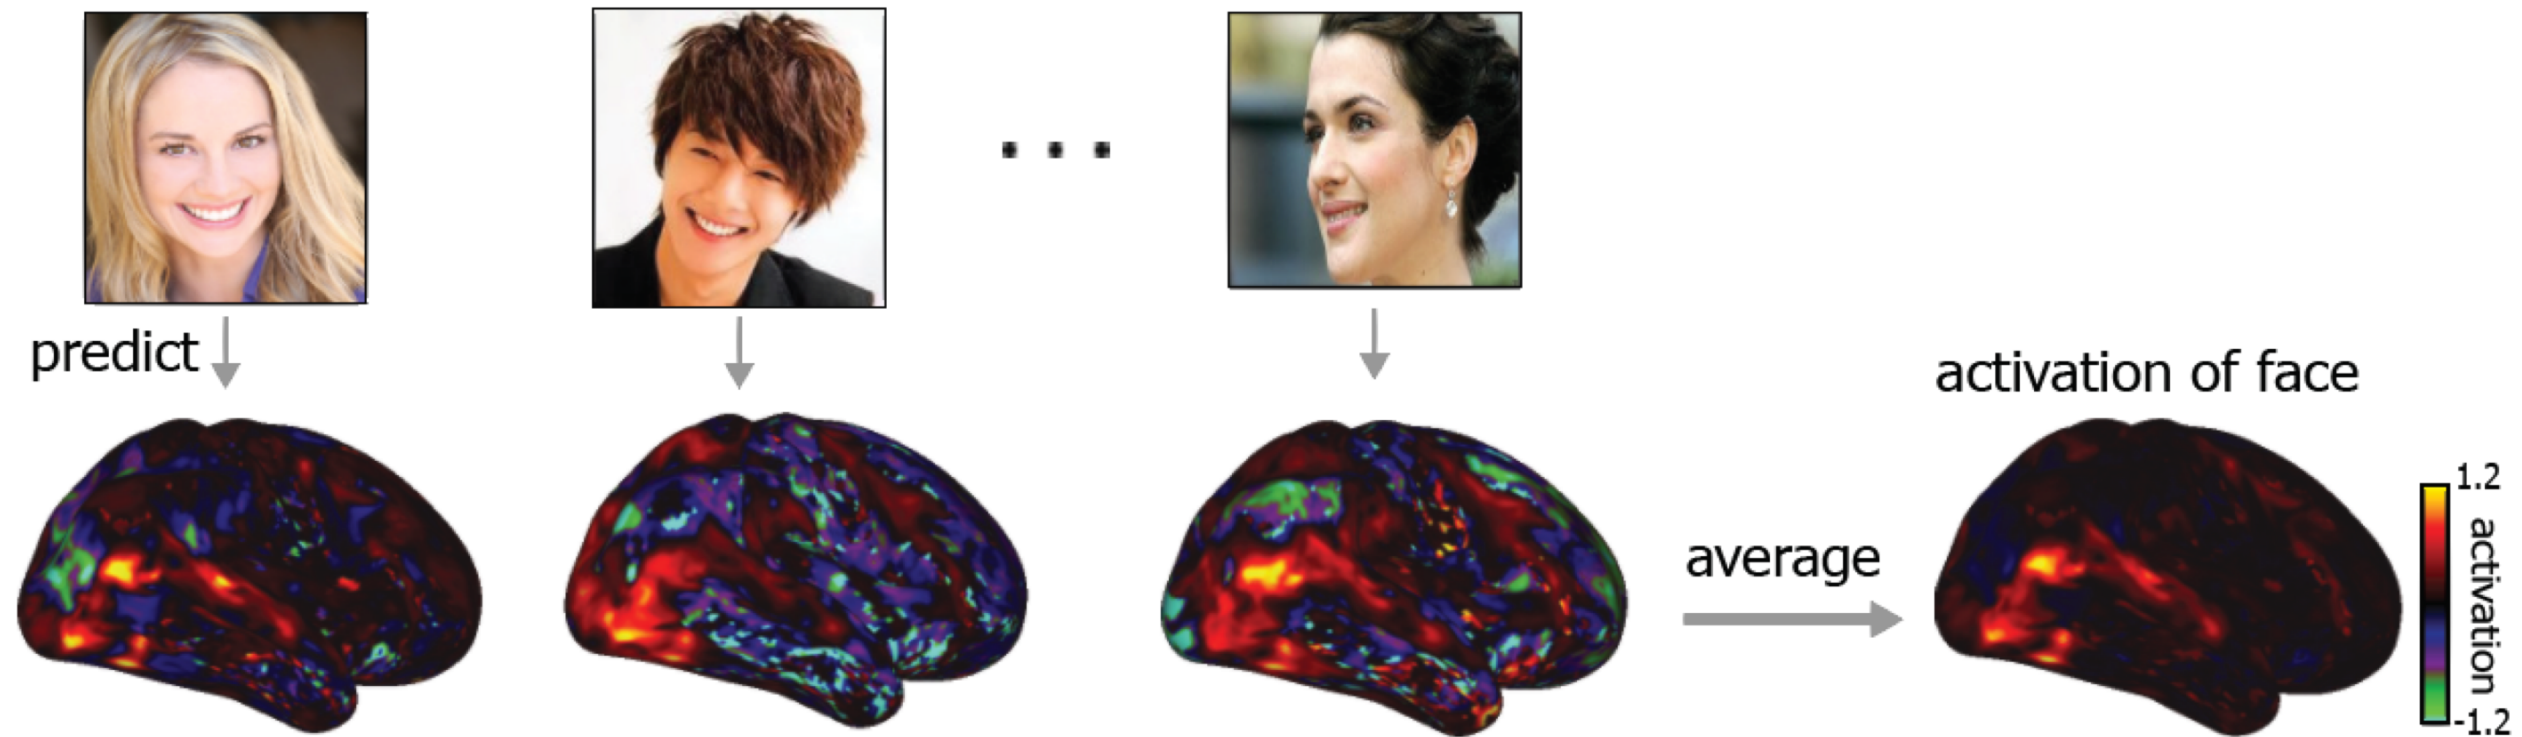 predict
activation of face
average
1.2
activation
-1.2